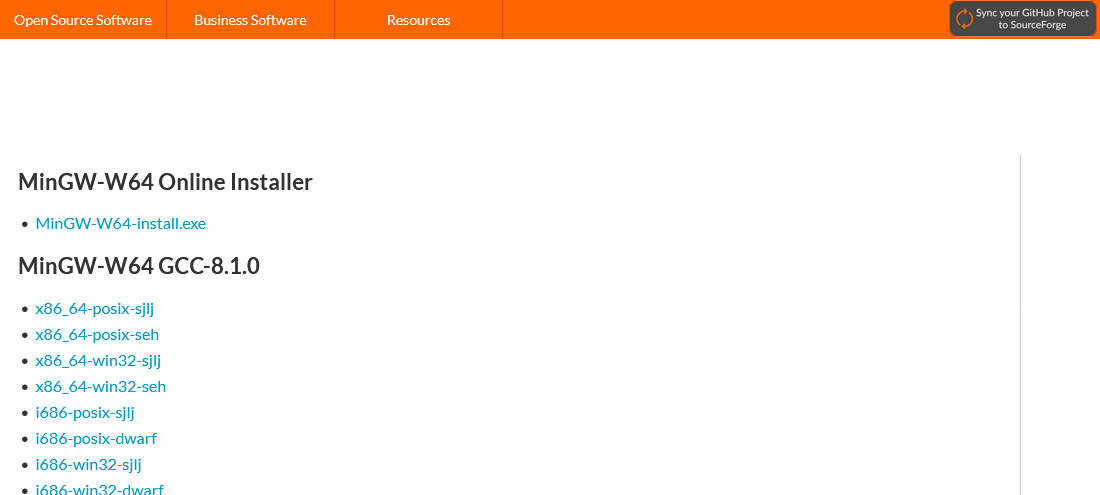 Open Source Software
Business Software
Resources
Sync your GitHub Project
to SourceForge
MinGW-W64 Online Installer
• MinGW-W64-install.exe
MinGW-W64 GCC-8.1.0
• x86_64-posix-sjlj
• x86_64-posix-seh
• x86_64-win32-sjlj
• x86_64-win32-seh
• i686-posix-sjlj
• i686-posix-dwarf
• i686-win32-sjlj
• i686-win32-dwarf